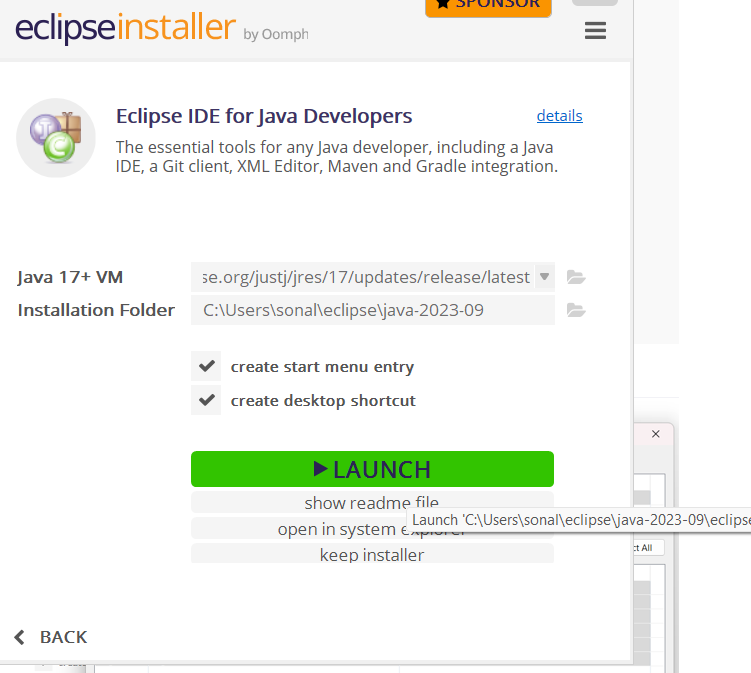 SPONSOR
eclipseinstaller by Oomph
Eclipse IDE for Java Developers details
The essential tools for any Java developer, including a Java
IDE, a Git client, XML Editor, Maven and Gradle integration.
Java 17+ VM se.org/justj/jres/17/updates/release/latest
Installation Folder C:\Users\sonal\eclipse\java-2023-09
create start menu entry
create desktop shortcut
LAUNCH
show readme file
Launch 'C:\Users\sonal\eclipse\java-2023-09\eclipse
open in system explorer
ct All
keep installer
BACK